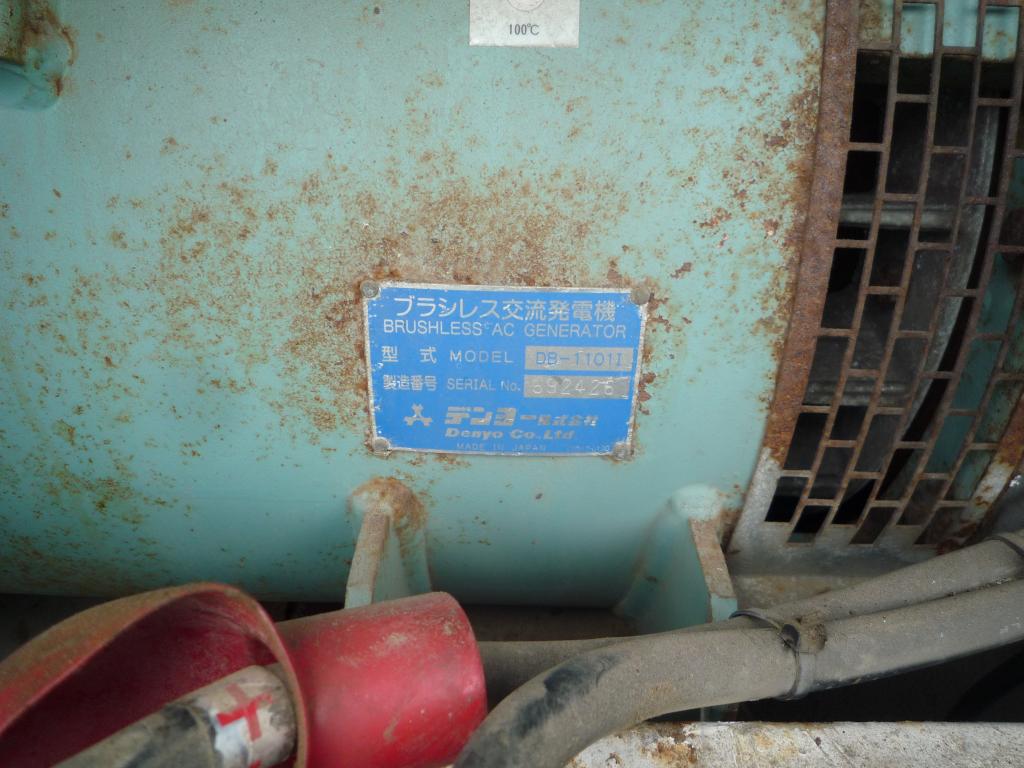 100℃
ブラシレス交流発電機
BRUSHLESS AC GENERATOR
型式 MODEL DB-1101I
製造番号 SERIAL No. 3924262
デンヨー株式会社
Denyo Co., Ltd.
MADE IN JAPAN